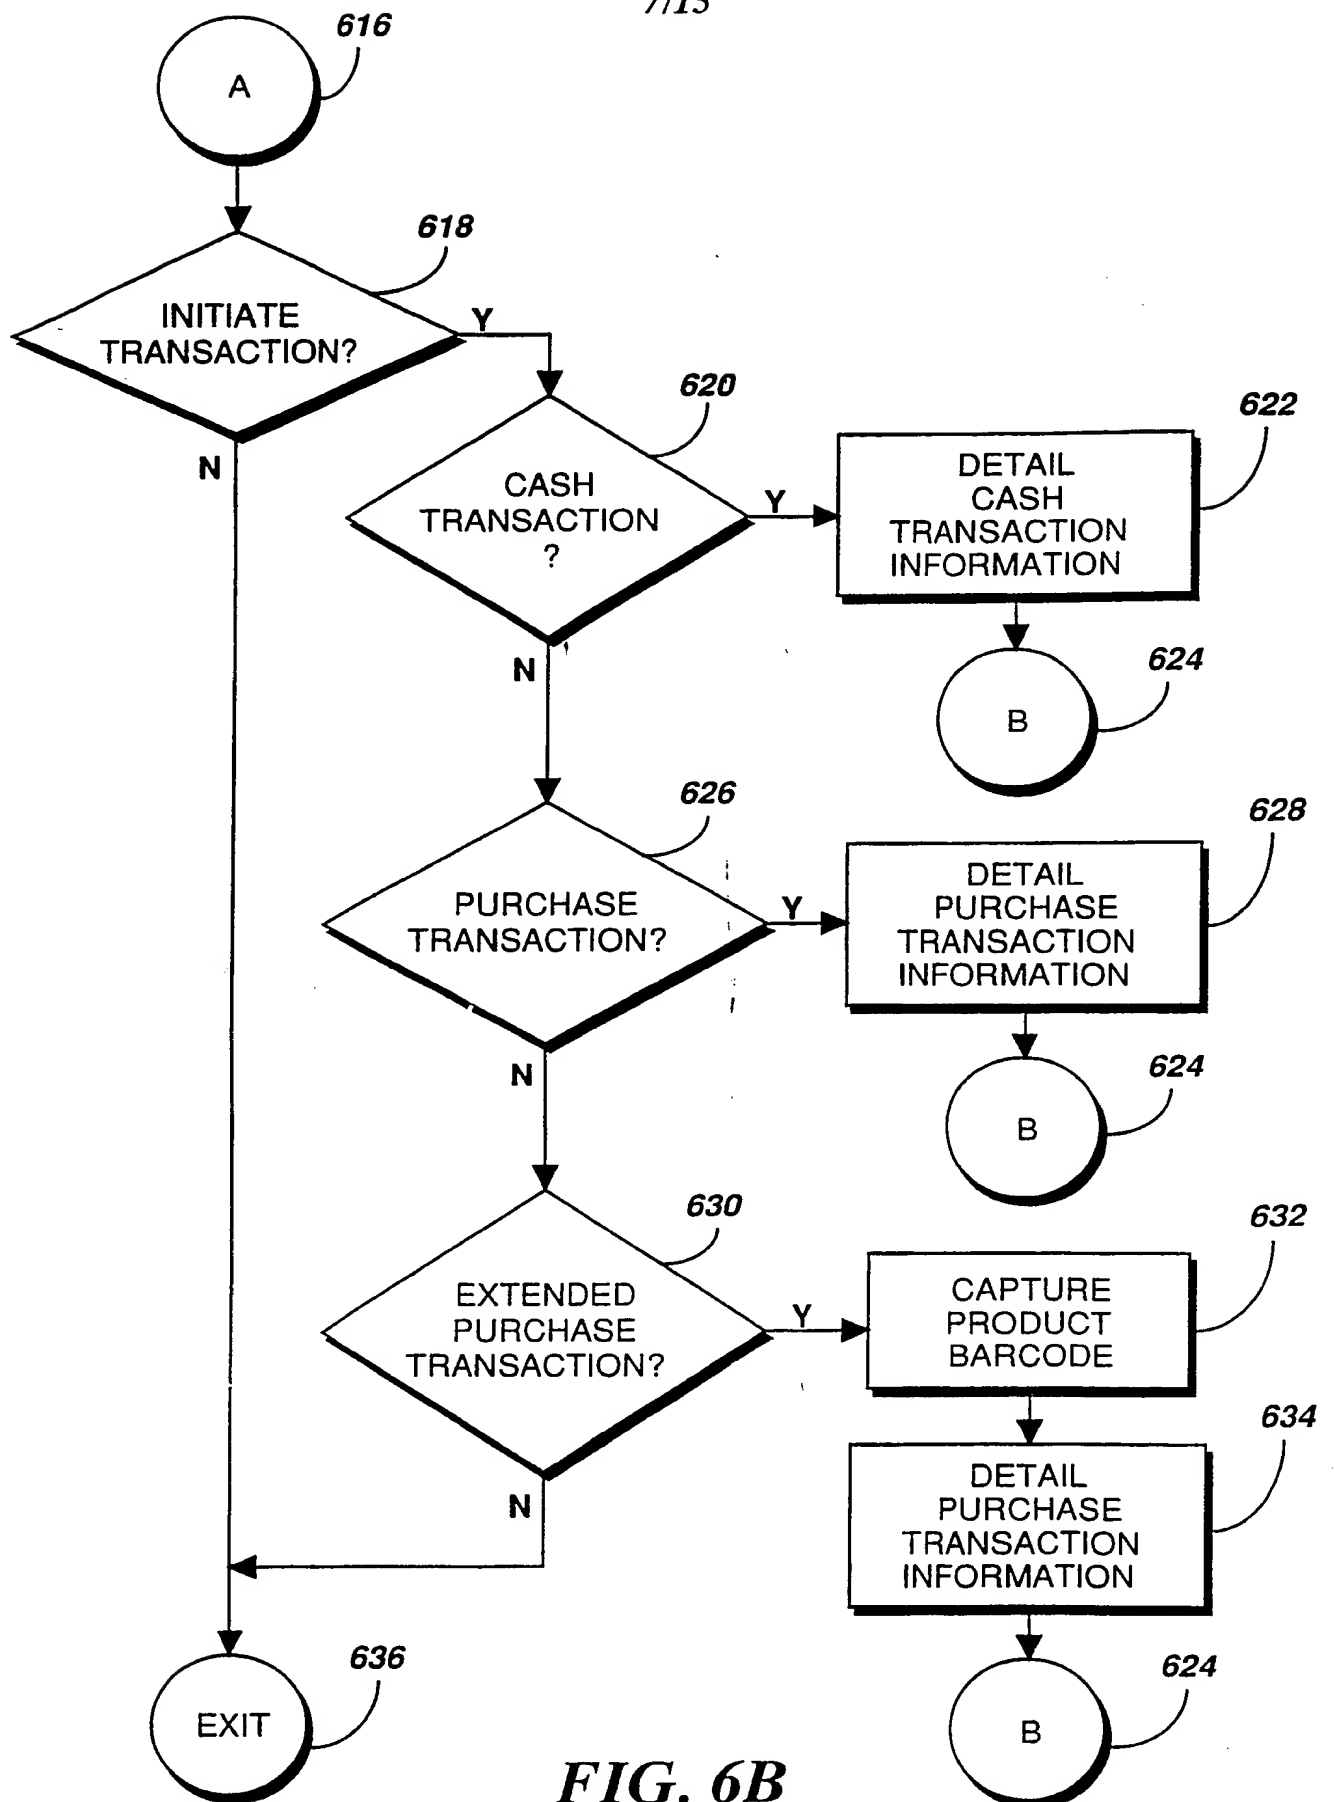 7/15
616
A
618
INITIATE
TRANSACTION?
Y
N
620
CASH
TRANSACTION
?
Y
N
622
DETAIL
CASH
TRANSACTION
INFORMATION
624
B
626
PURCHASE
TRANSACTION?
Y
N
628
DETAIL
PURCHASE
TRANSACTION
INFORMATION
624
B
630
EXTENDED
PURCHASE
TRANSACTION?
Y
N
632
CAPTURE
PRODUCT
BARCODE
634
DETAIL
PURCHASE
TRANSACTION
INFORMATION
636
EXIT
624
B
FIG. 6B